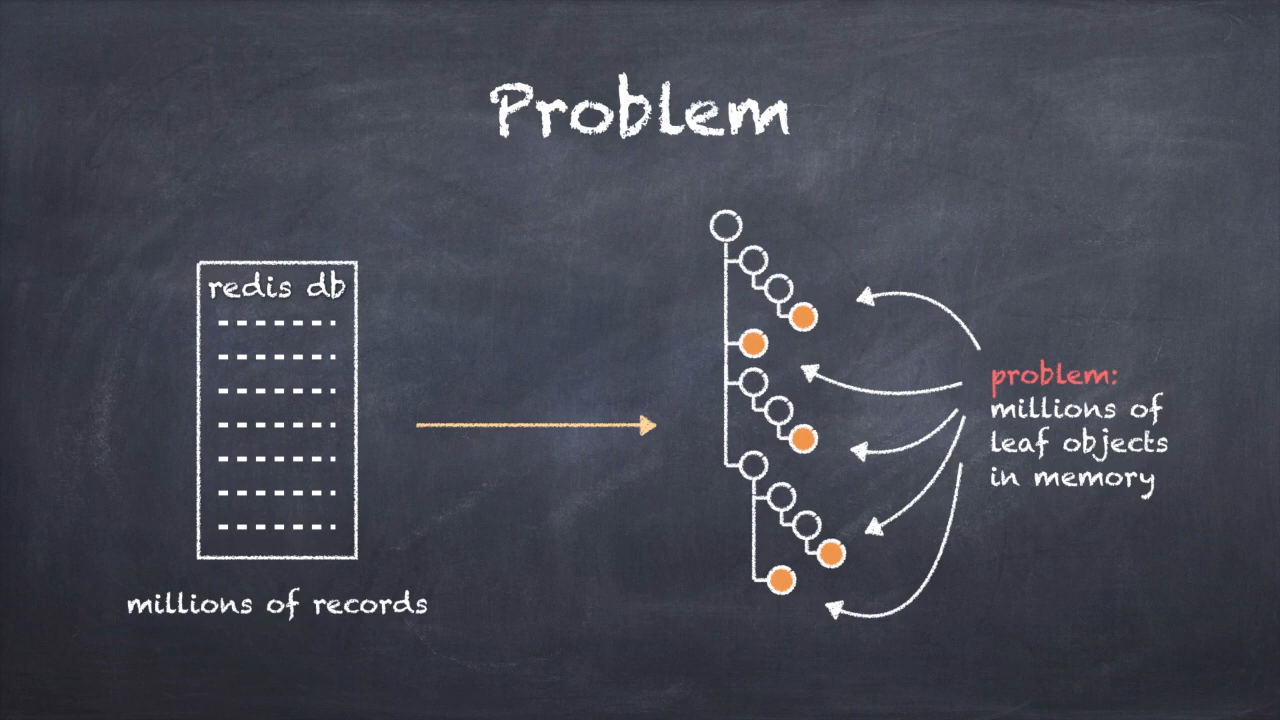 Problem
redis db
millions of records
problem:
millions of
leaf objects
in memory